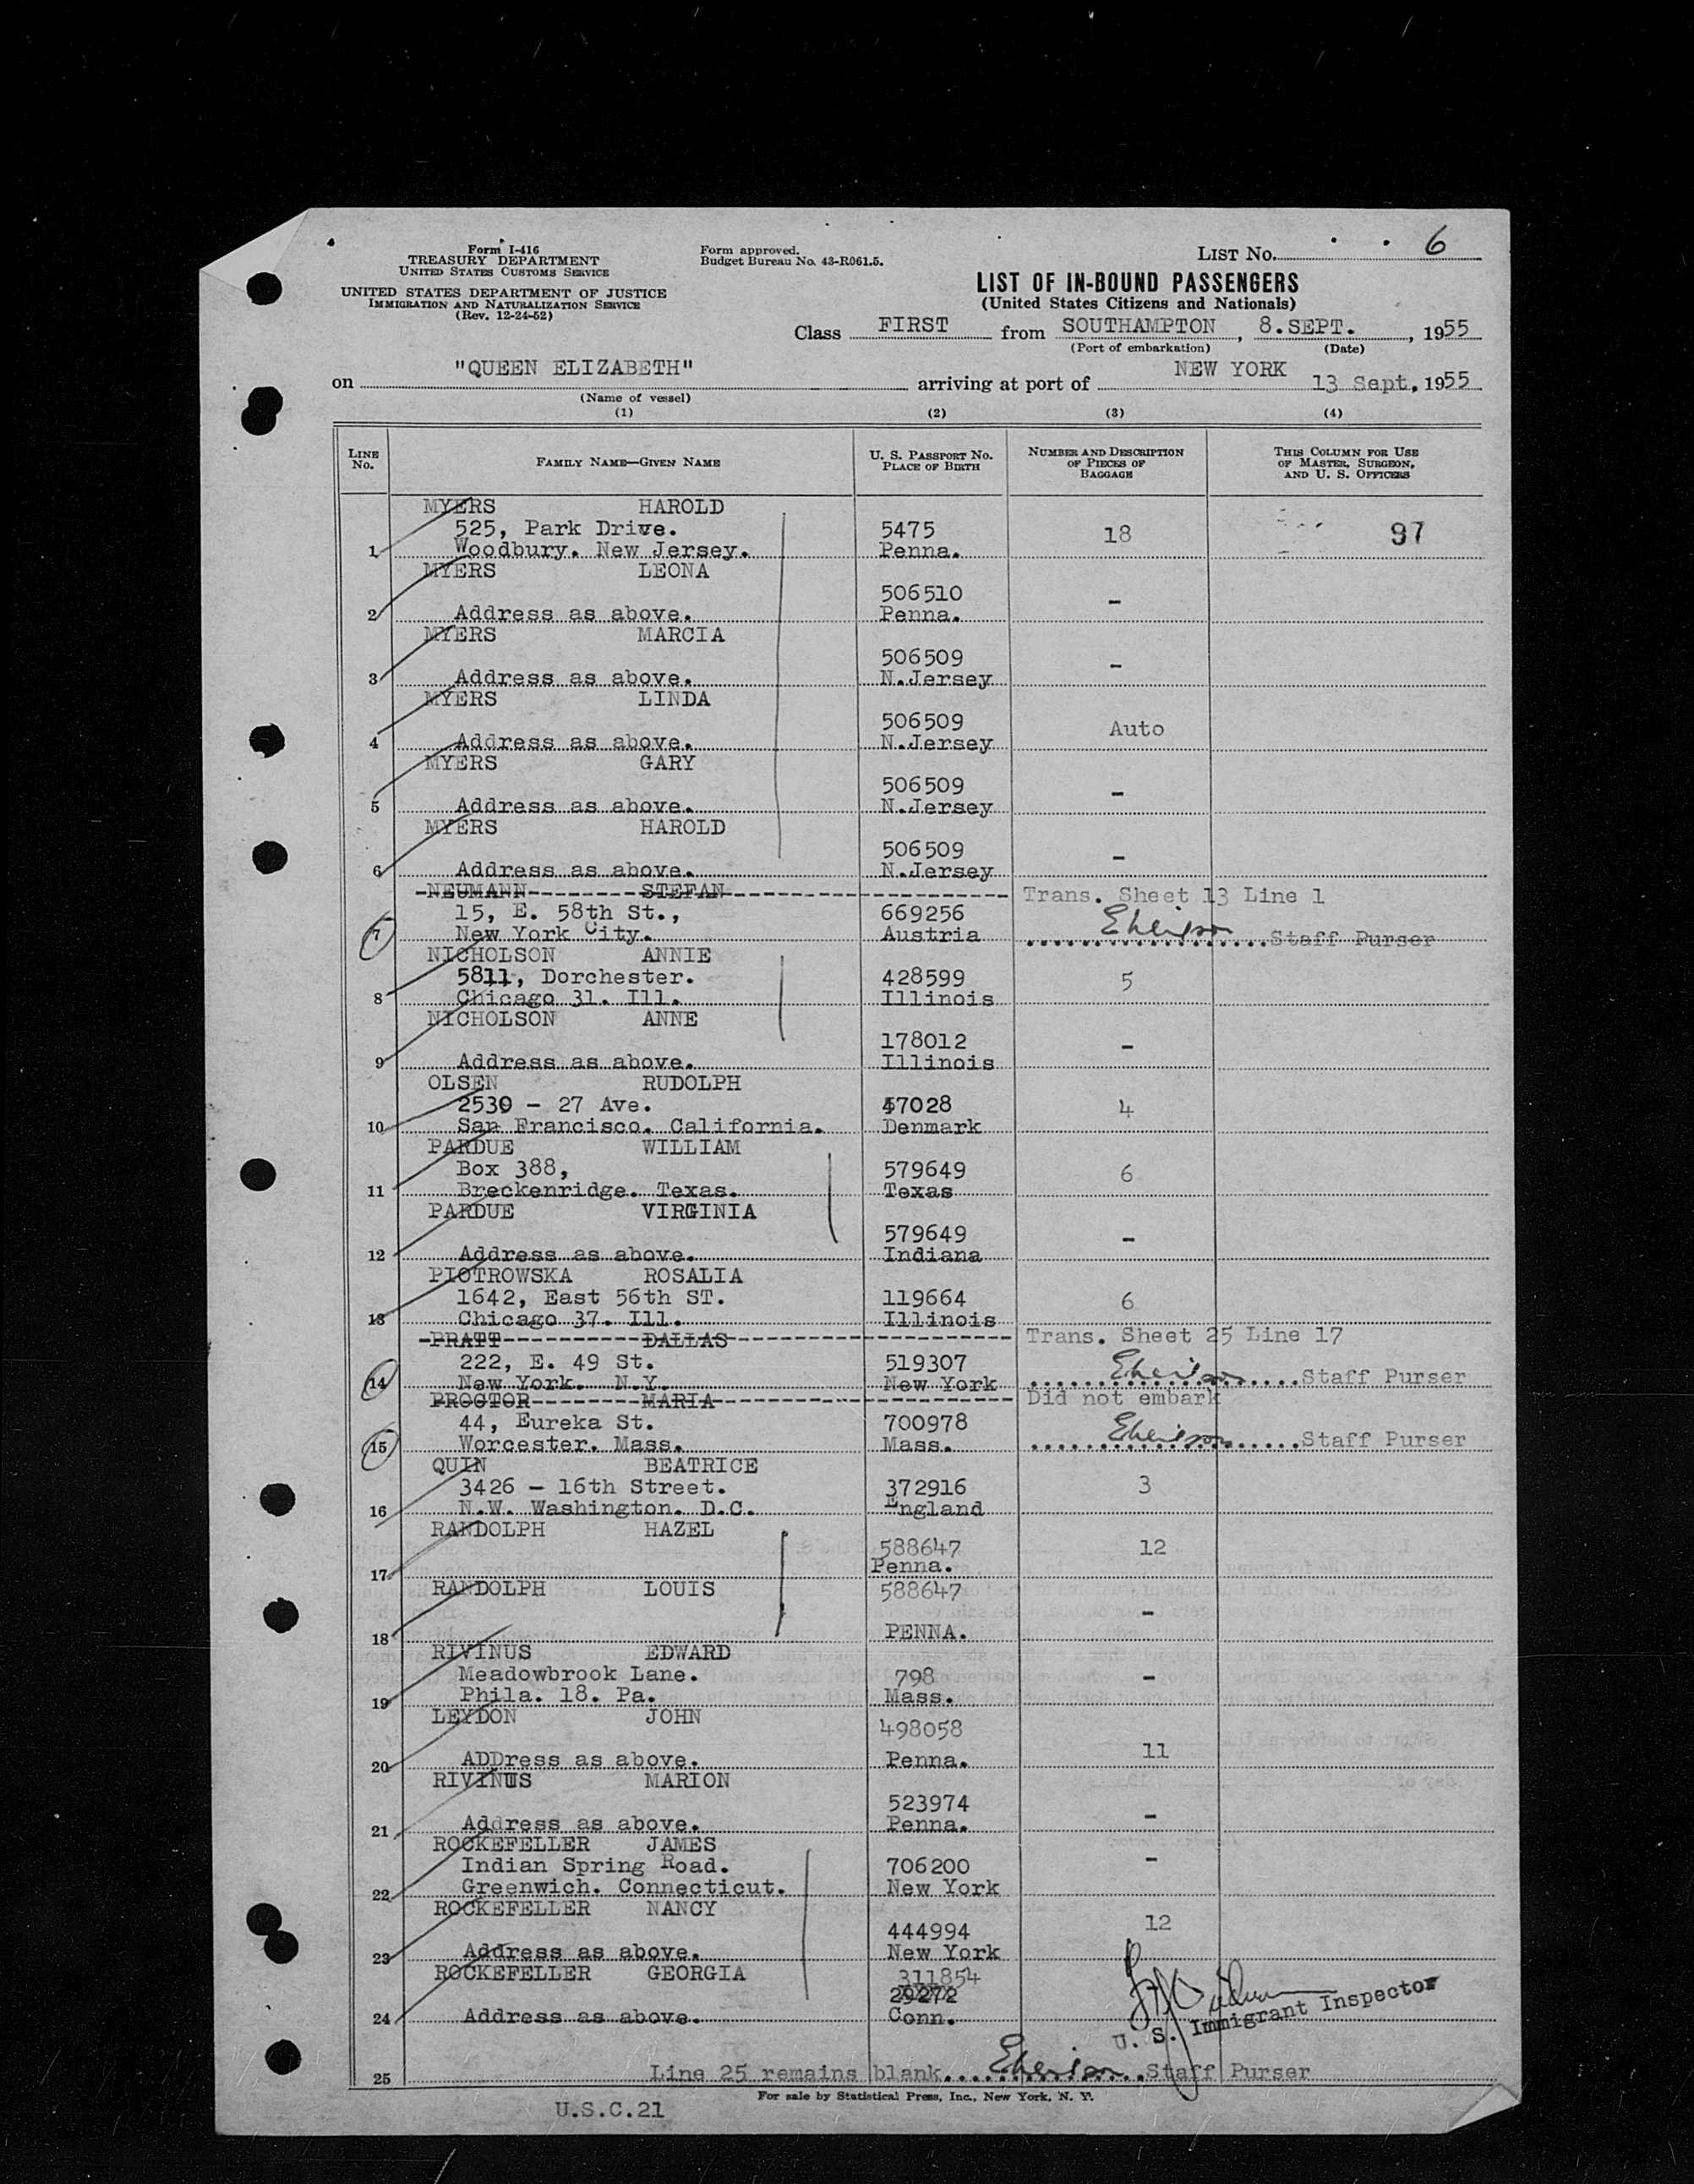 Form I-416
TREASURY DEPARTMENT
UNITED STATES CUSTOMS SERVICE
UNITED STATES DEPARTMENT OF JUSTICE
IMMIGRATION AND NATURALIZATION SERVICE
(Rev. 12-24-52)
Form approved.
Budget Bureau No. 43-R061.5.
LIST No. 6
LIST OF IN-BOUND PASSENGERS
(United States Citizens and Nationals)
Class FIRST from SOUTHAMPTON, 8.SEPT., 1955
(Port of embarkation) (Date)
on "QUEEN ELIZABETH" arriving at port of NEW YORK 13 Sept, 1955
(Name of vessel)
(1) (2) (3) (4)
LINE No. FAMILY NAME—GIVEN NAME U. S. PASSPORT No. PLACE OF BIRTH NUMBER AND DESCRIPTION OF PIECES OF BAGGAGE THIS COLUMN FOR USE OF MASTER, SURGEON, AND U. S. OFFICERS
MYERS HAROLD
525, Park Drive. 5475 18 97
1 Woodbury. New Jersey. Penna.
MYERS LEONA
506510 -
2 Address as above. Penna.
MYERS MARCIA
506509 -
3 Address as above. N.Jersey
MYERS LINDA
506509 Auto
4 Address as above. N.Jersey
MYERS GARY
506509 -
5 Address as above. N.Jersey
MYERS HAROLD
506509 -
6 Address as above. N.Jersey
NEUMANN STEFAN Trans. Sheet 13 Line 1
15, E. 58th St., 669256
7 New York City. Austria Staff Purser
NICHOLSON ANNIE
5811, Dorchester. 428599 5
8 Chicago 31. Ill. Illinois
NICHOLSON ANNE
178012 -
9 Address as above. Illinois
OLSEN RUDOLPH
2530 - 27 Ave. 47028 4
10 San Francisco. California. Denmark
PARDUE WILLIAM
Box 388, 579649 6
11 Breckenridge. Texas. Texas
PARDUE VIRGINIA
579649 -
12 Address as above. Indiana
PIOTROWSKA ROSALIA
1642, East 56th ST. 119664 6
13 Chicago 37. Ill. Illinois
PRATT DALLAS Trans. Sheet 25 Line 17
222, E. 49 St. 519307
14 New York. N.Y. New York Staff Purser
PROCTOR MARIA Did not embark
44, Eureka St. 700978
15 Worcester. Mass. Mass. Staff Purser
QUIN BEATRICE
3426 - 16th Street. 372916 3
16 N.W. Washington. D.C. England
RANDOLPH HAZEL
588647 12
17 Penna.
RANDOLPH LOUIS 588647
-
18 PENNA.
RIVINUS EDWARD
Meadowbrook Lane. 798 -
19 Phila. 18. Pa. Mass.
LEYDON JOHN 498058
20 ADDress as above. Penna. 11
RIVINUS MARION
523974 -
21 Address as above. Penna.
ROCKEFELLER JAMES
Indian Spring Road. 706200 -
22 Greenwich. Connecticut. New York
ROCKEFELLER NANCY
444994 12
23 Address as above. New York
ROCKEFELLER GEORGIA 311854
29272
24 Address as above. Conn.
U. S. Immigrant Inspector
25 Line 25 remains blank. Staff Purser
For sale by Statistical Press, Inc., New York, N. Y.
U.S.C.21